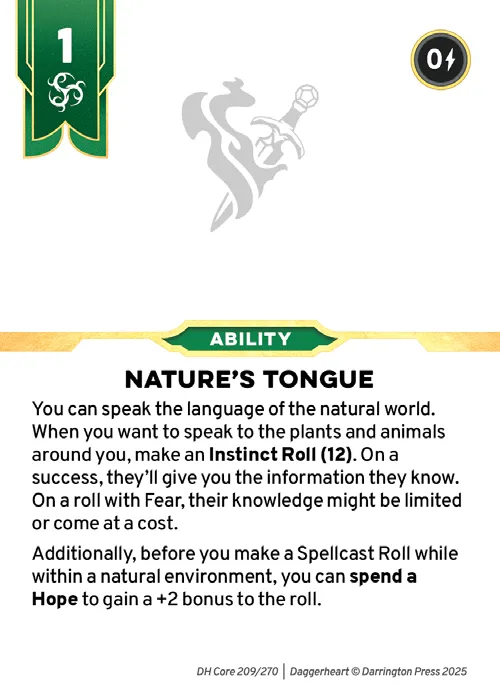 1
0
ABILITY
NATURE'S TONGUE
You can speak the language of the natural world.
When you want to speak to the plants and animals
around you, make an Instinct Roll (12). On a
success, they'll give you the information they know.
On a roll with Fear, their knowledge might be limited
or come at a cost.
Additionally, before you make a Spellcast Roll while
within a natural environment, you can spend a
Hope to gain a +2 bonus to the roll.
DH Core 209/270 | Daggerheart © Darrington Press 2025